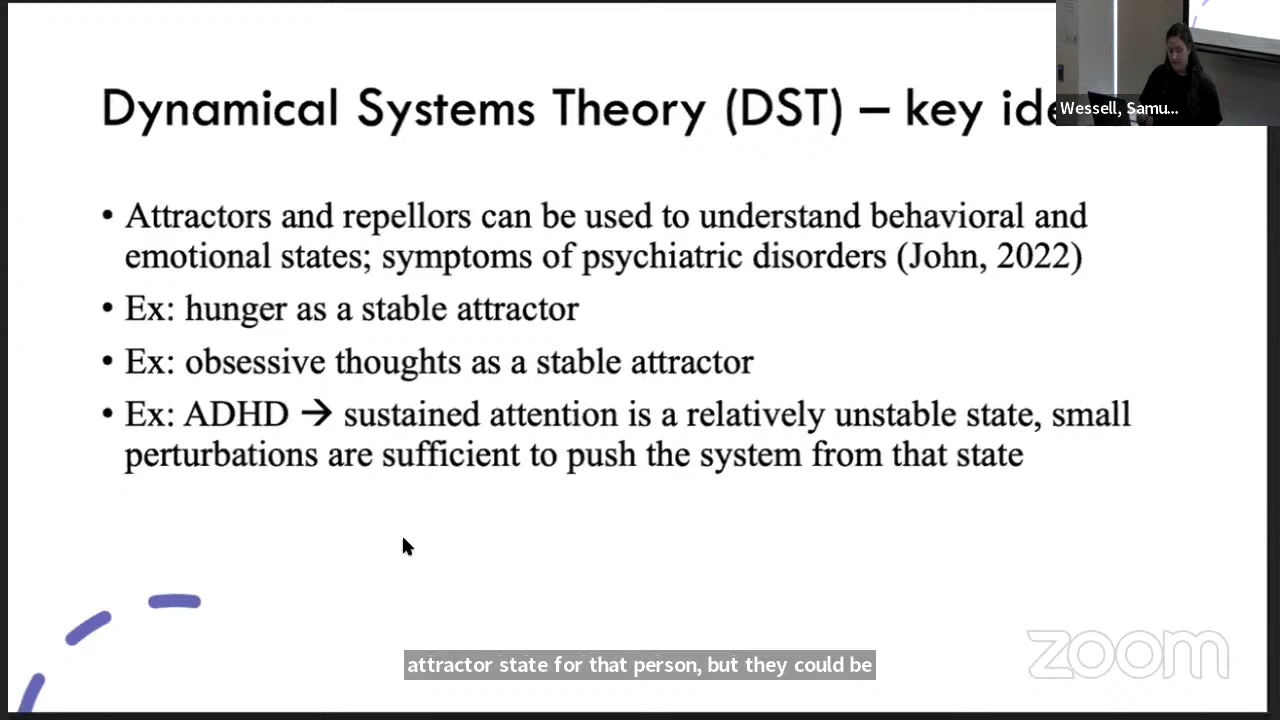 Dynamical Systems Theory (DST) – key ide
Wessell, Samu...
• Attractors and repellors can be used to understand behavioral and
emotional states; symptoms of psychiatric disorders (John, 2022)
• Ex: hunger as a stable attractor
• Ex: obsessive thoughts as a stable attractor
• Ex: ADHD → sustained attention is a relatively unstable state, small
perturbations are sufficient to push the system from that state
attractor state for that person, but they could be
zoom